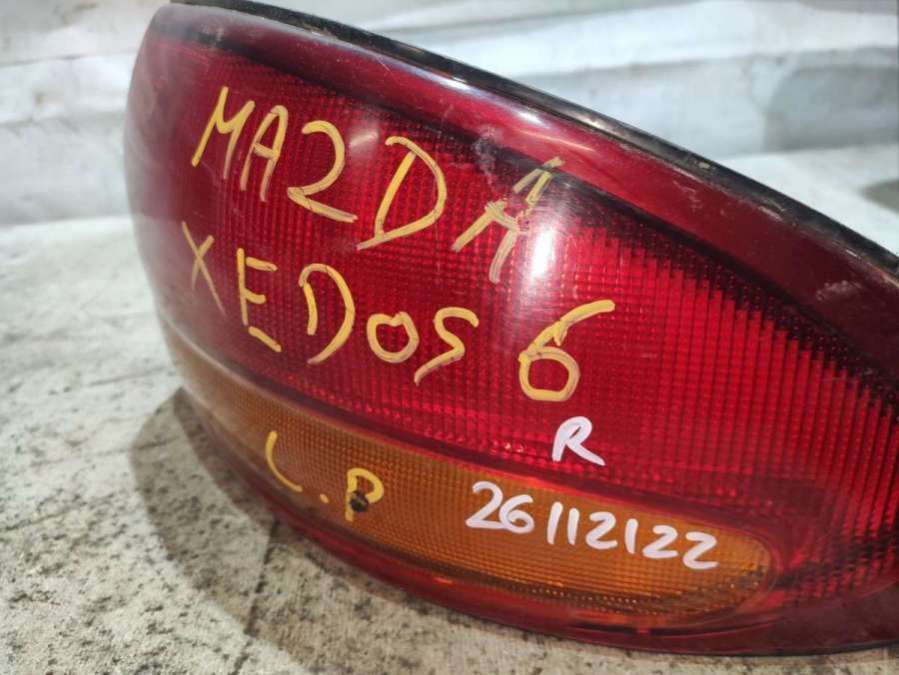 MAZDA
XEDOS 6
R
L.P
26112122